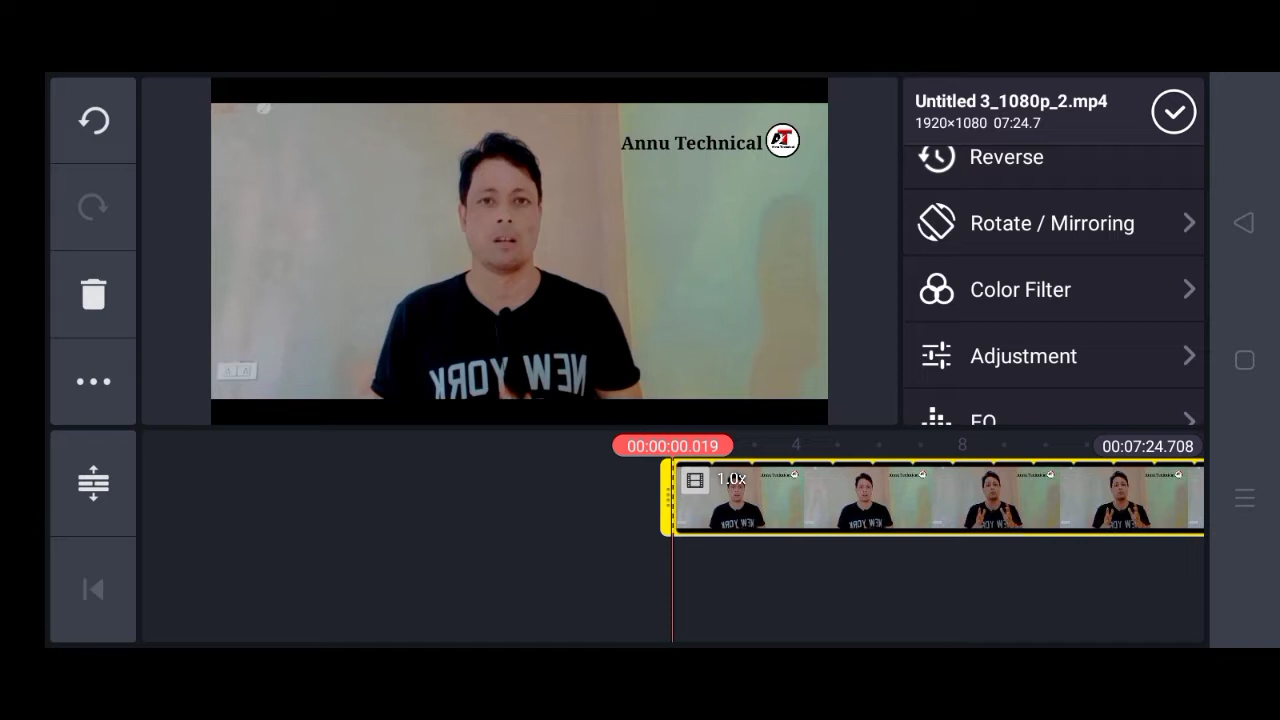 Untitled 3_1080p_2.mp4
1920×1080 07:24.7
Annu Technical
Reverse
Rotate / Mirroring
Color Filter
Adjustment
EQ
NEW YORK
00:00:00.019
4
8
00:07:24.708
1.0x